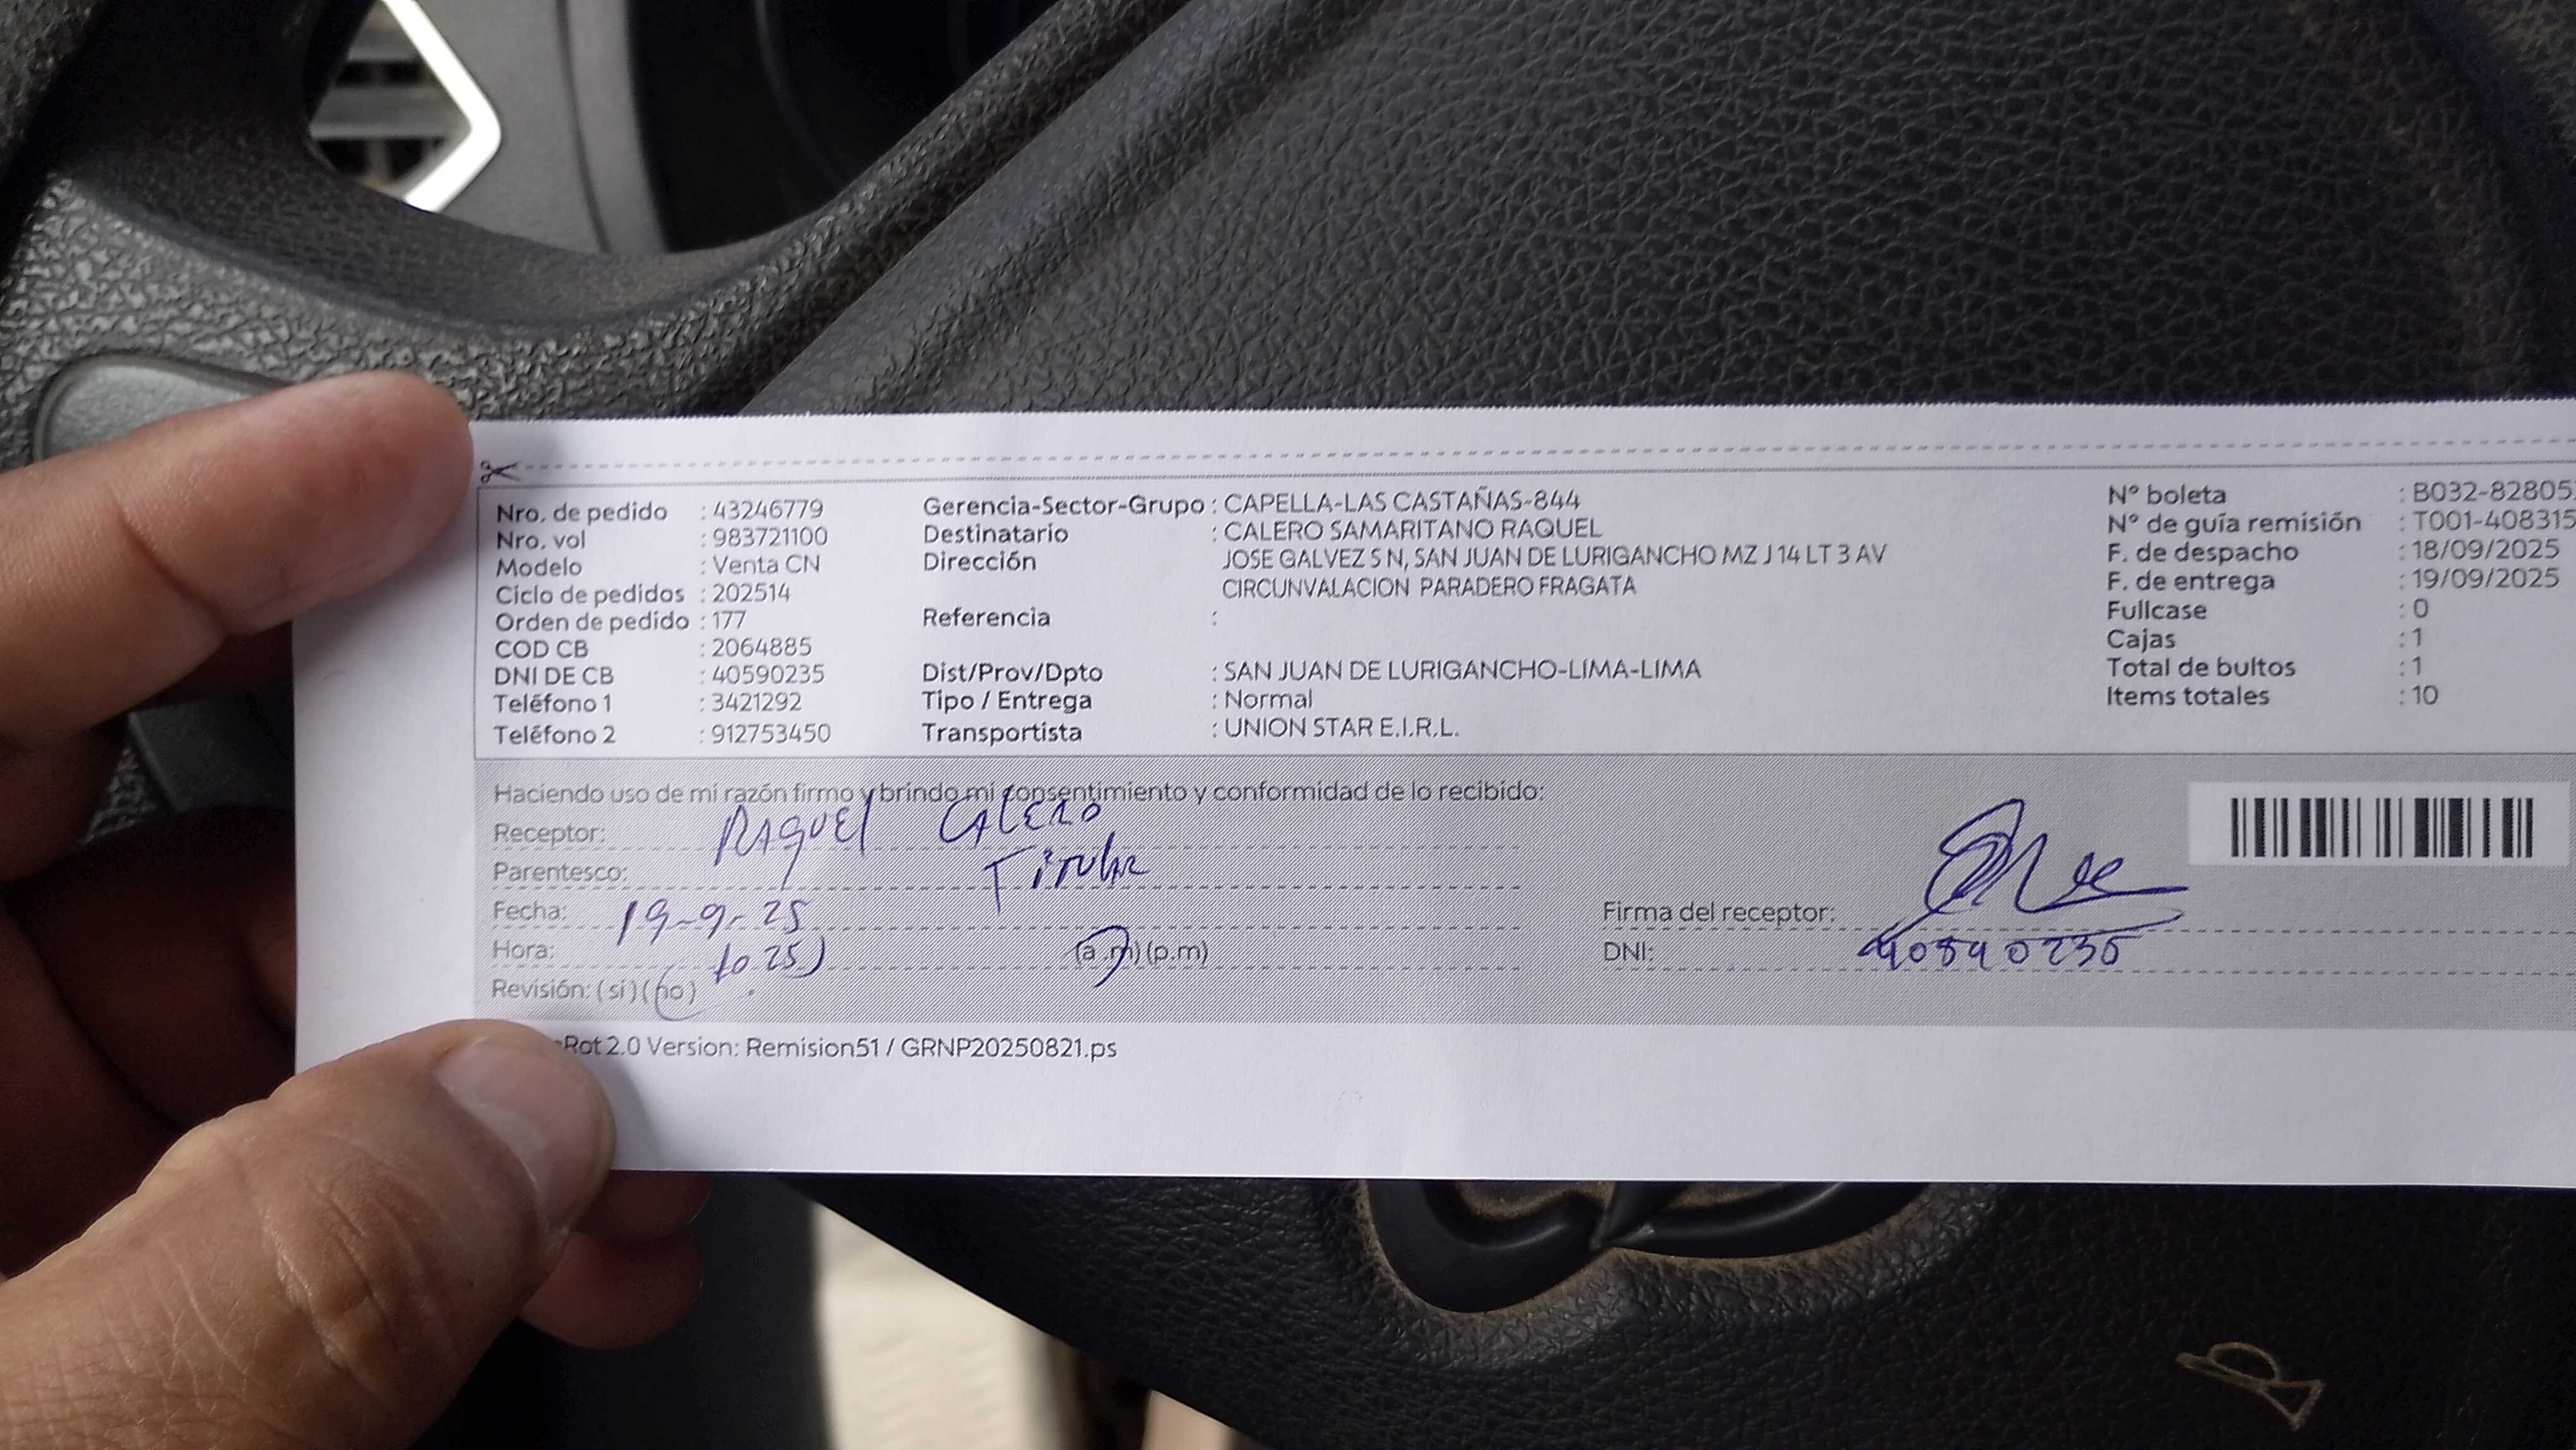 Nro. de pedido : 43246779
Nro. vol : 983721100
Modelo : Venta CN
Ciclo de pedidos : 202514
Orden de pedido : 177
COD CB : 2064885
DNI DE CB : 40590235
Teléfono 1 : 3421292
Teléfono 2 : 912753450
Gerencia-Sector-Grupo : CAPELLA-LAS CASTAÑAS-844
Destinatario : CALERO SAMARITANO RAQUEL
Dirección JOSE GALVEZ S N, SAN JUAN DE LURIGANCHO MZ J 14 LT 3 AV
CIRCUNVALACION PARADERO FRAGATA
Referencia :
Dist/Prov/Dpto : SAN JUAN DE LURIGANCHO-LIMA-LIMA
Tipo / Entrega : Normal
Transportista : UNION STAR E.I.R.L.
N° boleta : B032-82805
N° de guía remisión : T001-408315
F. de despacho : 18/09/2025
F. de entrega : 19/09/2025
Fullcase : 0
Cajas : 1
Total de bultos : 1
Items totales : 10
Haciendo uso de mi razón firmo y brindo mi consentimiento y conformidad de lo recibido:
Receptor: RAQUEL CALERO
Parentesco: Titular
Fecha: 19-9-25
Hora: 10 25 (a.m) (p.m)
Revisión: (si) (no)
Firma del receptor:
DNI:
Rot 2.0 Version: Remision51 / GRNP20250821.ps